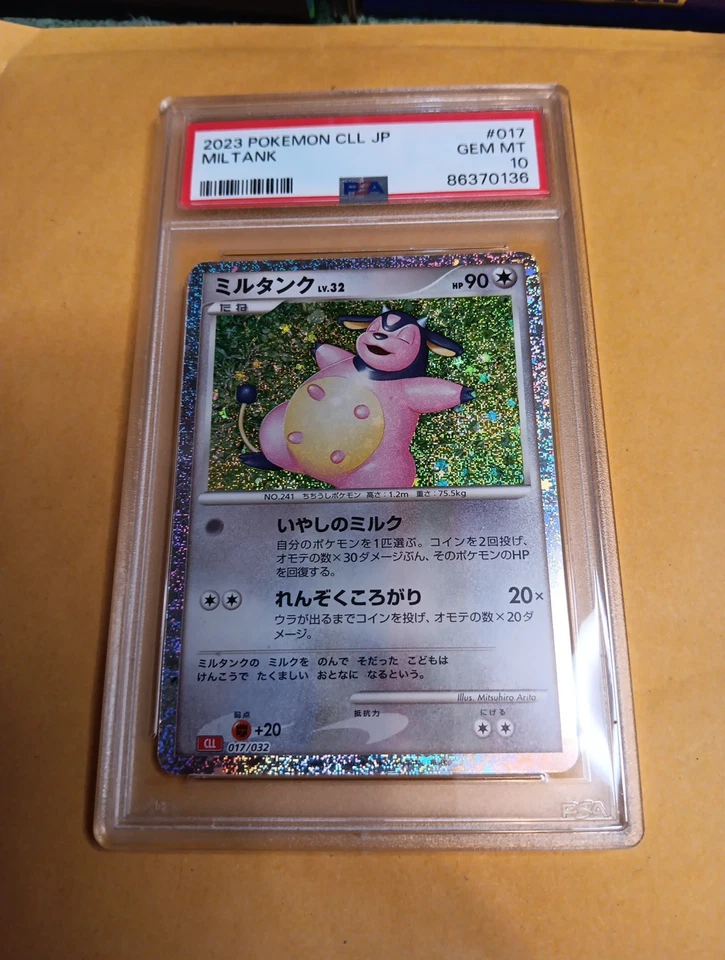 2023 POKEMON CLL JP #017
MILTANK GEM MT
10
PSA 86370136
ミルタンク LV.32 HP 90
たね
NO.241 ちちうしポケモン 高さ:1.2m 重さ:75.5kg
いやしのミルク
自分のポケモンを1匹選ぶ。コインを2回投げ、
オモテの数×30ダメージぶん、そのポケモンのHP
を回復する。
れんぞくころがり 20×
ウラが出るまでコインを投げ、オモテの数×20ダ
メージ。
ミルタンクの ミルクを のんで そだった こどもは
けんこうで たくましい おとなに なるという。
Illus. Mitsuhiro Arita
弱点 抵抗力 にげる
+20
CLL 017/032
PSA